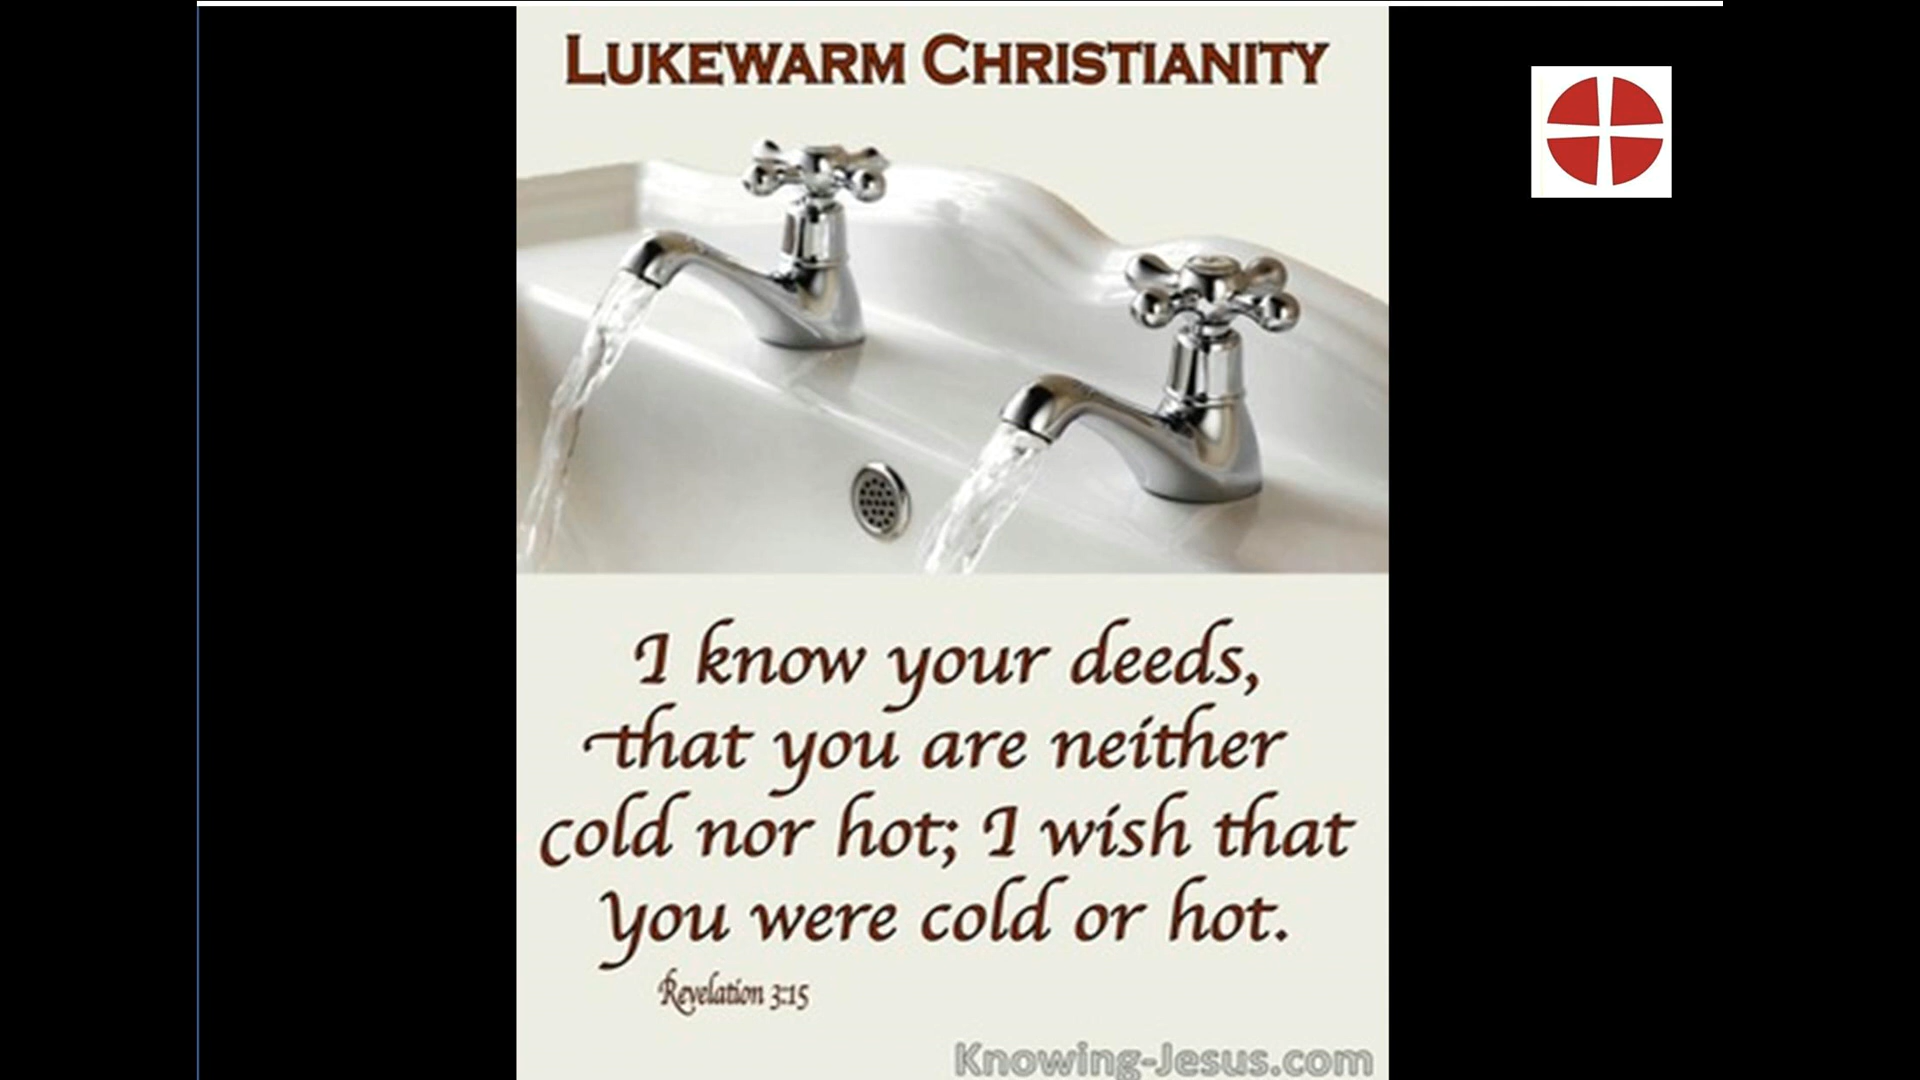 LUKEWARM CHRISTIANITY
I know your deeds,
that you are neither
cold nor hot; I wish that
you were cold or hot.
Revelation 3:15
Knowing-Jesus.com